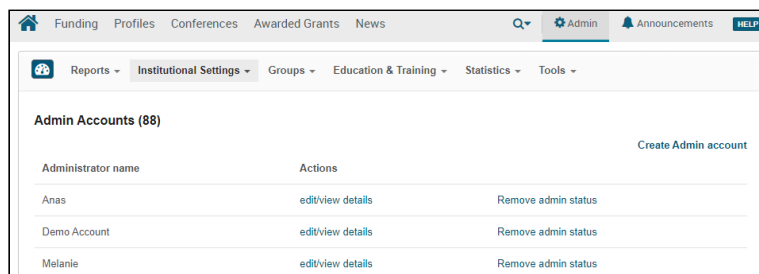 Funding Profiles Conferences Awarded Grants News Admin Announcements HELP
Reports Institutional Settings Groups Education & Training Statistics Tools
Admin Accounts (88)
Create Admin account
Administrator name Actions
Anas edit/view details Remove admin status
Demo Account edit/view details Remove admin status
Melanie edit/view details Remove admin status